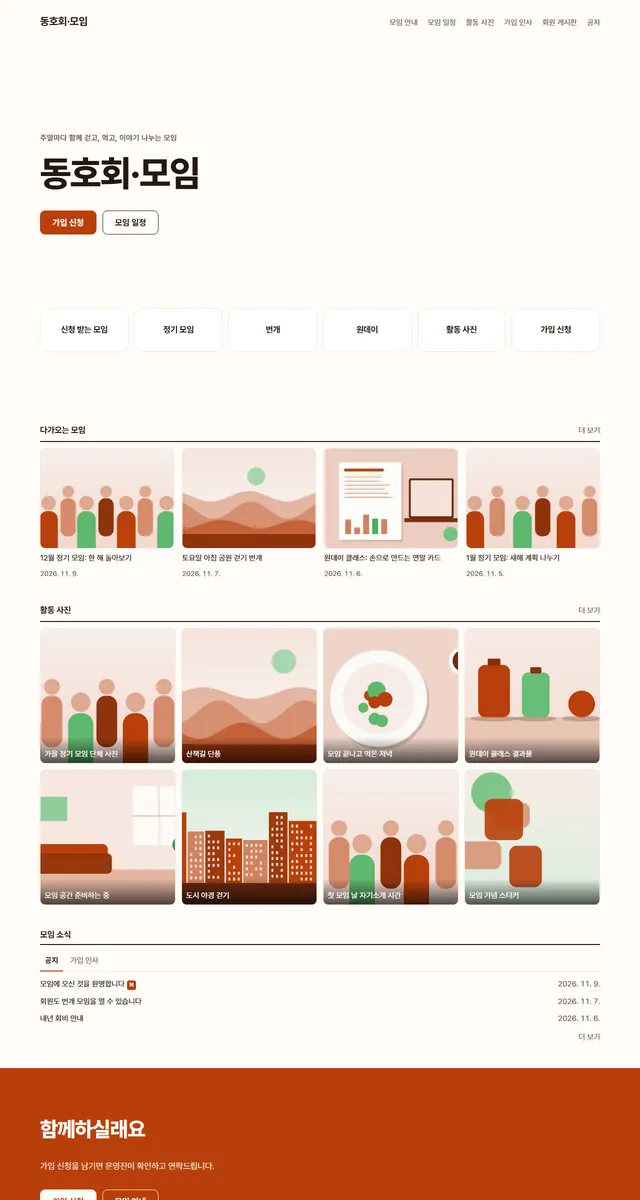 동호회·모임
모임 안내 모임 일정 활동 사진 가입 인사 회원 게시판 공지
주말마다 함께 걷고, 먹고, 이야기 나누는 모임
동호회·모임
가입 신청 모임 일정
신청 받는 모임 정기 모임 번개 원데이 활동 사진 가입 신청
다가오는 모임 더 보기
12월 정기 모임: 한 해 돌아보기 토요일 아침 공원 걷기 번개 원데이 클래스: 손으로 만드는 연말 카드 1월 정기 모임: 새해 계획 나누기
2026. 11. 9. 2026. 11. 7. 2026. 11. 6. 2026. 11. 5.
활동 사진 더 보기
가을 정기 모임 단체 사진 산책길 단풍 모임 끝나고 먹은 저녁 원데이 클래스 결과물
모임 공간 준비하는 중 도시 야경 걷기 첫 모임 날 자기소개 시간 모임 기념 스티커
모임 소식
공지 가입 인사
모임에 오신 것을 환영합니다 N 2026. 11. 9.
회원도 번개 모임을 열 수 있습니다 2026. 11. 7.
내년 회비 안내 2026. 11. 6.
더 보기
함께하실래요
가입 신청을 남기면 운영진이 확인하고 연락드립니다.
가입 신청 모임 안내